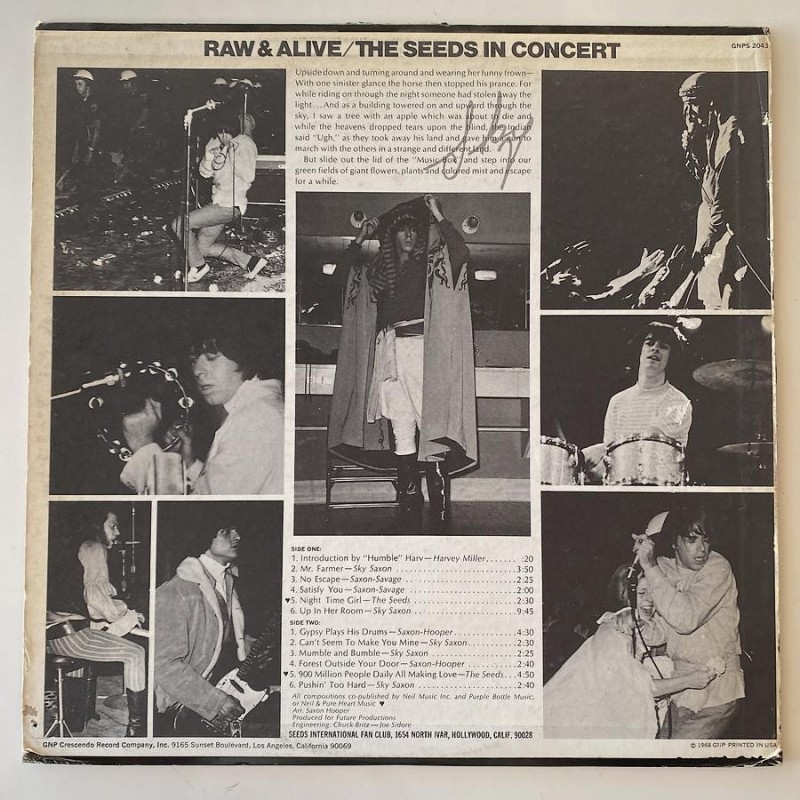 RAW & ALIVE/THE SEEDS IN CONCERT
GNPS 2043
Upside down and turning around and wearing her funny frown—
With one sinister glance the horse then stopped his prance. For
while riding on through the night someone had stolen away the
light...And as a building towered on and upward through the
sky, I saw a tree with an apple which was about to die and
while the heavens dropped tears upon the land, the Indian
said "Ugh," as they took away his land and gave him a gun to
march with the others in a strange and different land.
But slide out the lid of the "Music Box" and step into our
green fields of giant flowers, plants and colored mist and escape
for a while.
SIDE ONE:
1. Introduction by "Humble" Harv—Harvey Miller....... :20
2. Mr. Farmer—Sky Saxon ........................ 3:50
3. No Escape—Saxon-Savage ........................ 2:25
4. Satisfy You—Saxon-Savage ........................ 2:00
♥5. Night Time Girl—The Seeds ........................ 2:30
6. Up In Her Room—Sky Saxon ........................ 9:45
SIDE TWO:
1. Gypsy Plays His Drums—Saxon-Hooper................ 4:30
2. Can't Seem To Make You Mine—Sky Saxon........... 2:30
3. Mumble and Bumble—Sky Saxon .................... 2:25
4. Forest Outside Your Door—Saxon-Hooper ............. 2:40
♥5. 900 Million People Daily All Making Love—The Seeds... 4:50
6. Pushin' Too Hard—Sky Saxon ..................... 2:40
All compositions co-published by Neil Music Inc. and Purple Bottle Music,
or Neil & Pure Heart Music ♥
Arr. Saxon Hooper
Produced for Future Productions
Engineering: Chuck Britz—Joe Sidore
SEEDS INTERNATIONAL FAN CLUB, 1654 NORTH IVAR, HOLLYWOOD, CALIF. 90028
GNP Crescendo Record Company, Inc. 9165 Sunset Boulevard, Los Angeles, California 90069
© 1968 GNP PRINTED IN USA